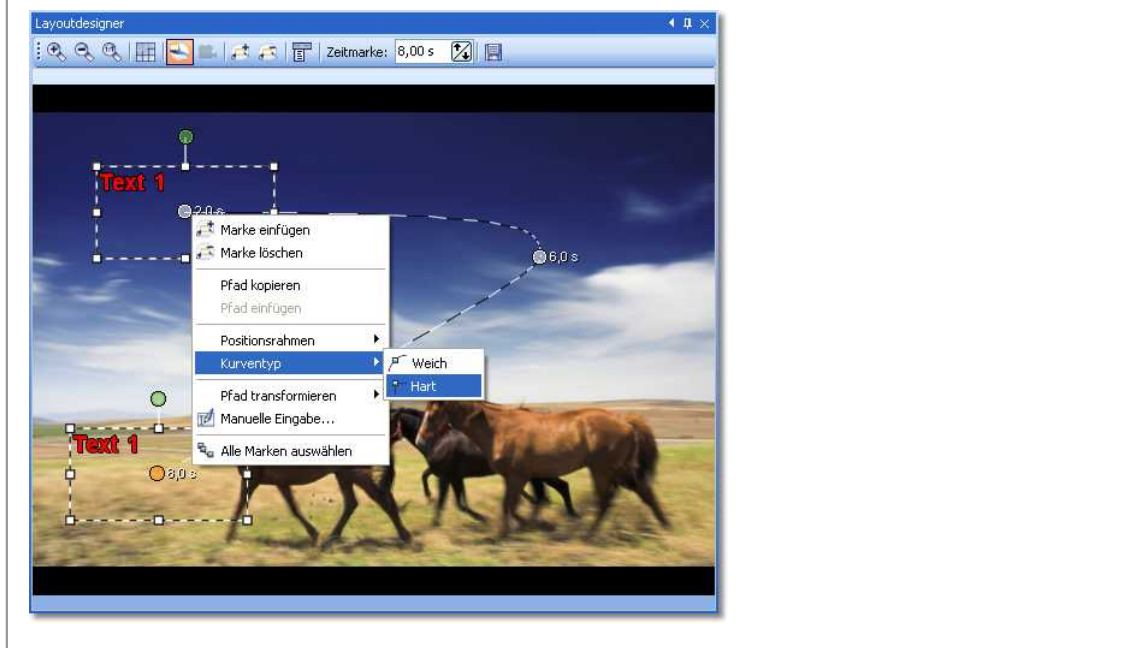 Layoutdesigner
Zeitmarke: 8,00 s
Text 1
2,0 s
Marke einfügen
6,0 s
Marke löschen
Pfad kopieren
Pfad einfügen
Positionsrahmen
Kurventyp
Weich
Hart
Pfad transformieren
Manuelle Eingabe...
Text 1
Alle Marken auswählen
8,0 s